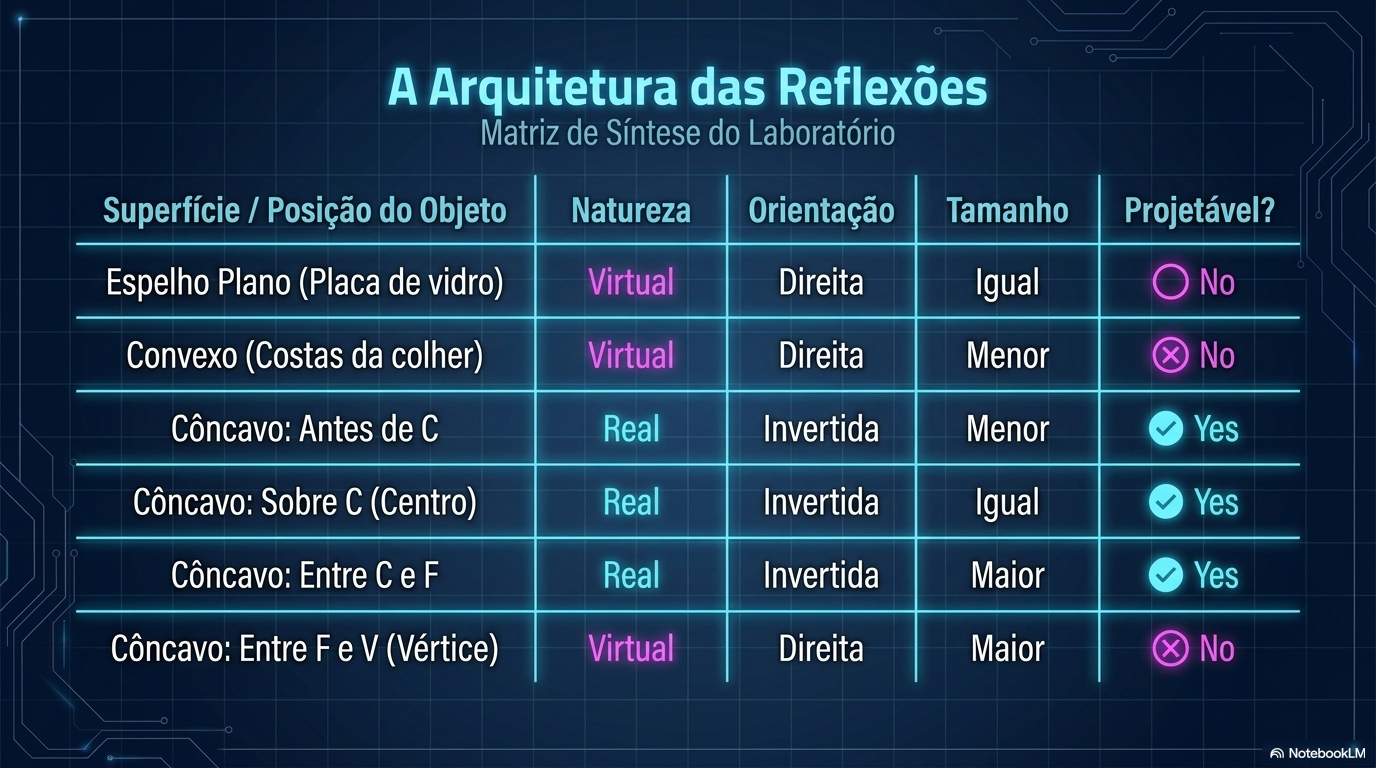 A Arquitetura das Reflexões
Matriz de Síntese do Laboratório
Superfície / Posição do Objeto Natureza Orientação Tamanho Projetável?
Espelho Plano (Placa de vidro) Virtual Direita Igual No
Convexo (Costas da colher) Virtual Direita Menor No
Côncavo: Antes de C Real Invertida Menor Yes
Côncavo: Sobre C (Centro) Real Invertida Igual Yes
Côncavo: Entre C e F Real Invertida Maior Yes
Côncavo: Entre F e V (Vértice) Virtual Direita Maior No
NotebookLM